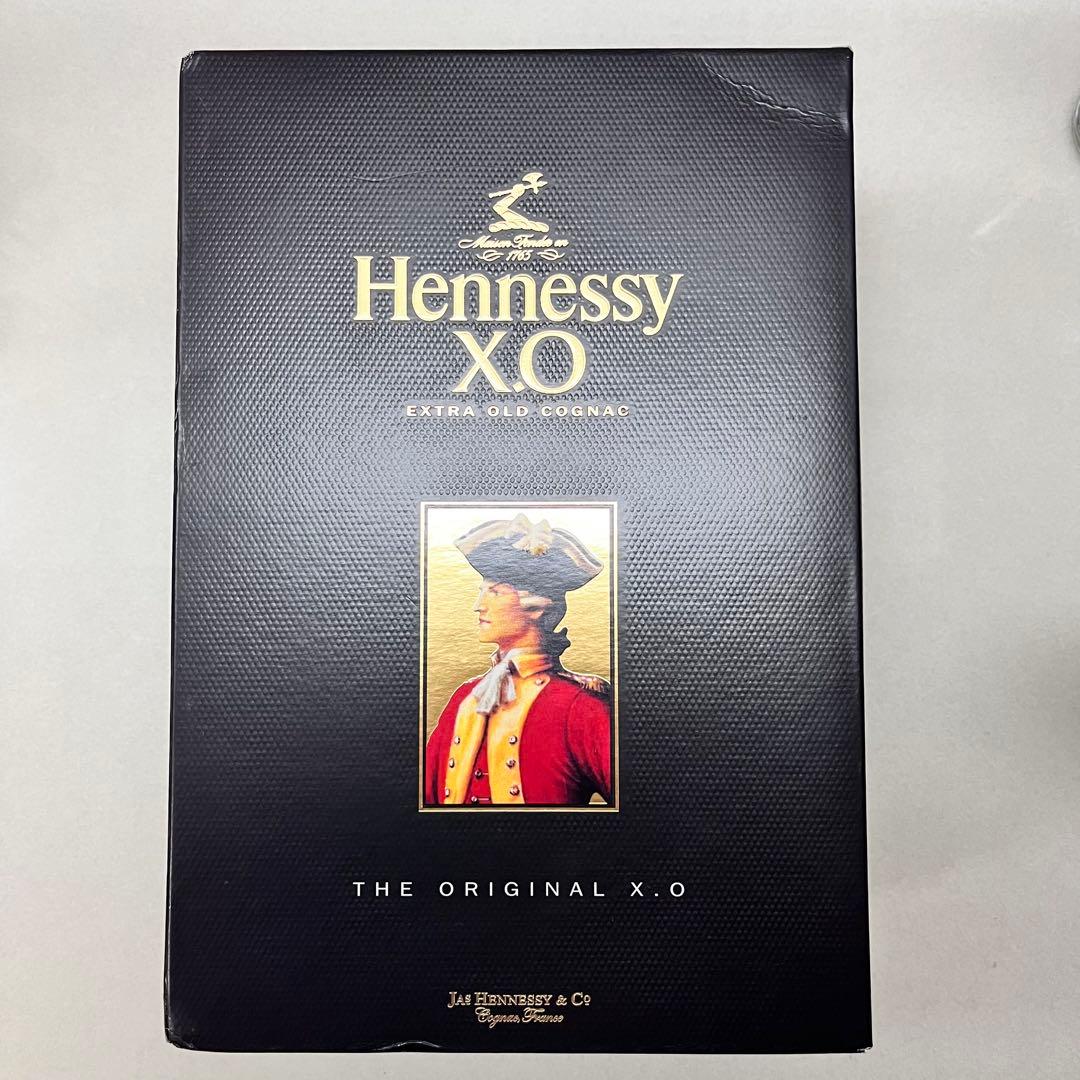 Maison Fondée en
1765
Hennessy
X.O
EXTRA OLD COGNAC
THE ORIGINAL X.O
JAs HENNESSY & Co
Cognac, France